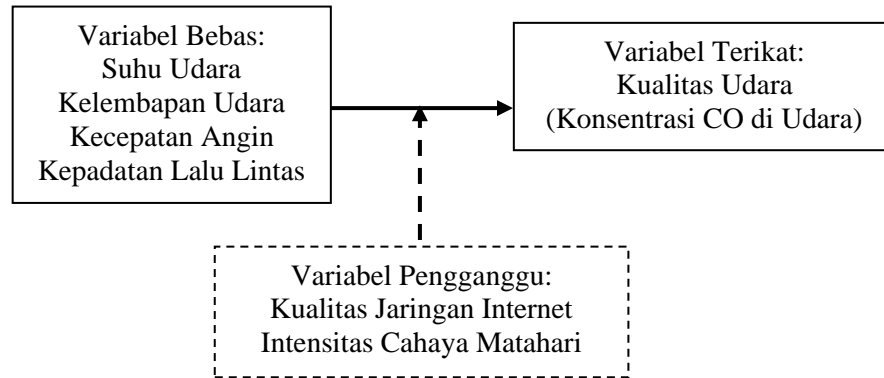 Variabel Bebas:
Suhu Udara
Kelembapan Udara
Kecepatan Angin
Kepadatan Lalu Lintas
Variabel Terikat:
Kualitas Udara
(Konsentrasi CO di Udara)
Variabel Pengganggu:
Kualitas Jaringan Internet
Intensitas Cahaya Matahari